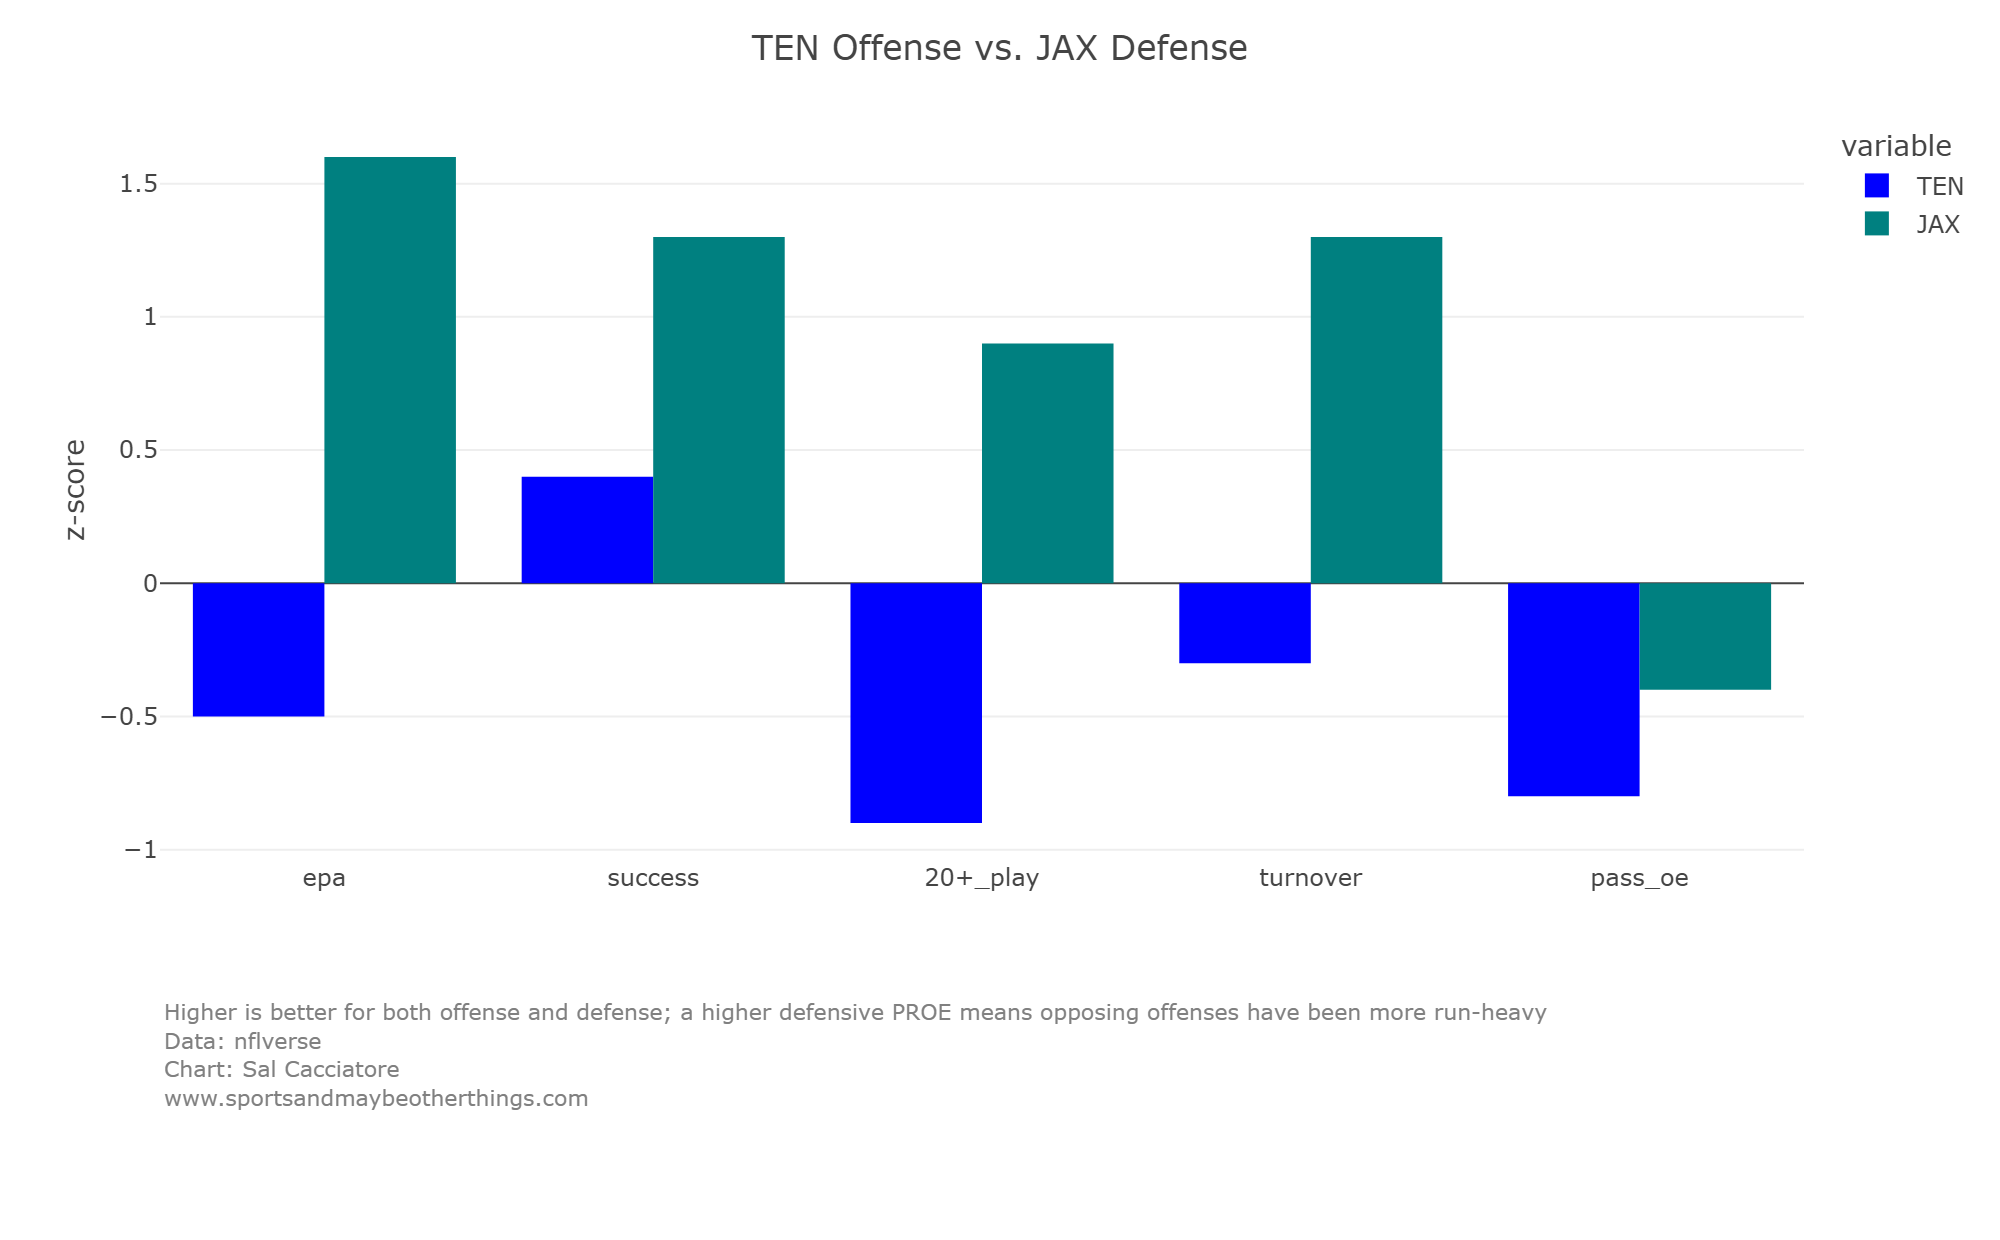 TEN Offense vs. JAX Defense
variable
TEN
JAX
z-score
1.5
1
0.5
0
−0.5
−1
epa success 20+_play turnover pass_oe
Higher is better for both offense and defense; a higher defensive PROE means opposing offenses have been more run-heavy
Data: nflverse
Chart: Sal Cacciatore
www.sportsandmaybeotherthings.com